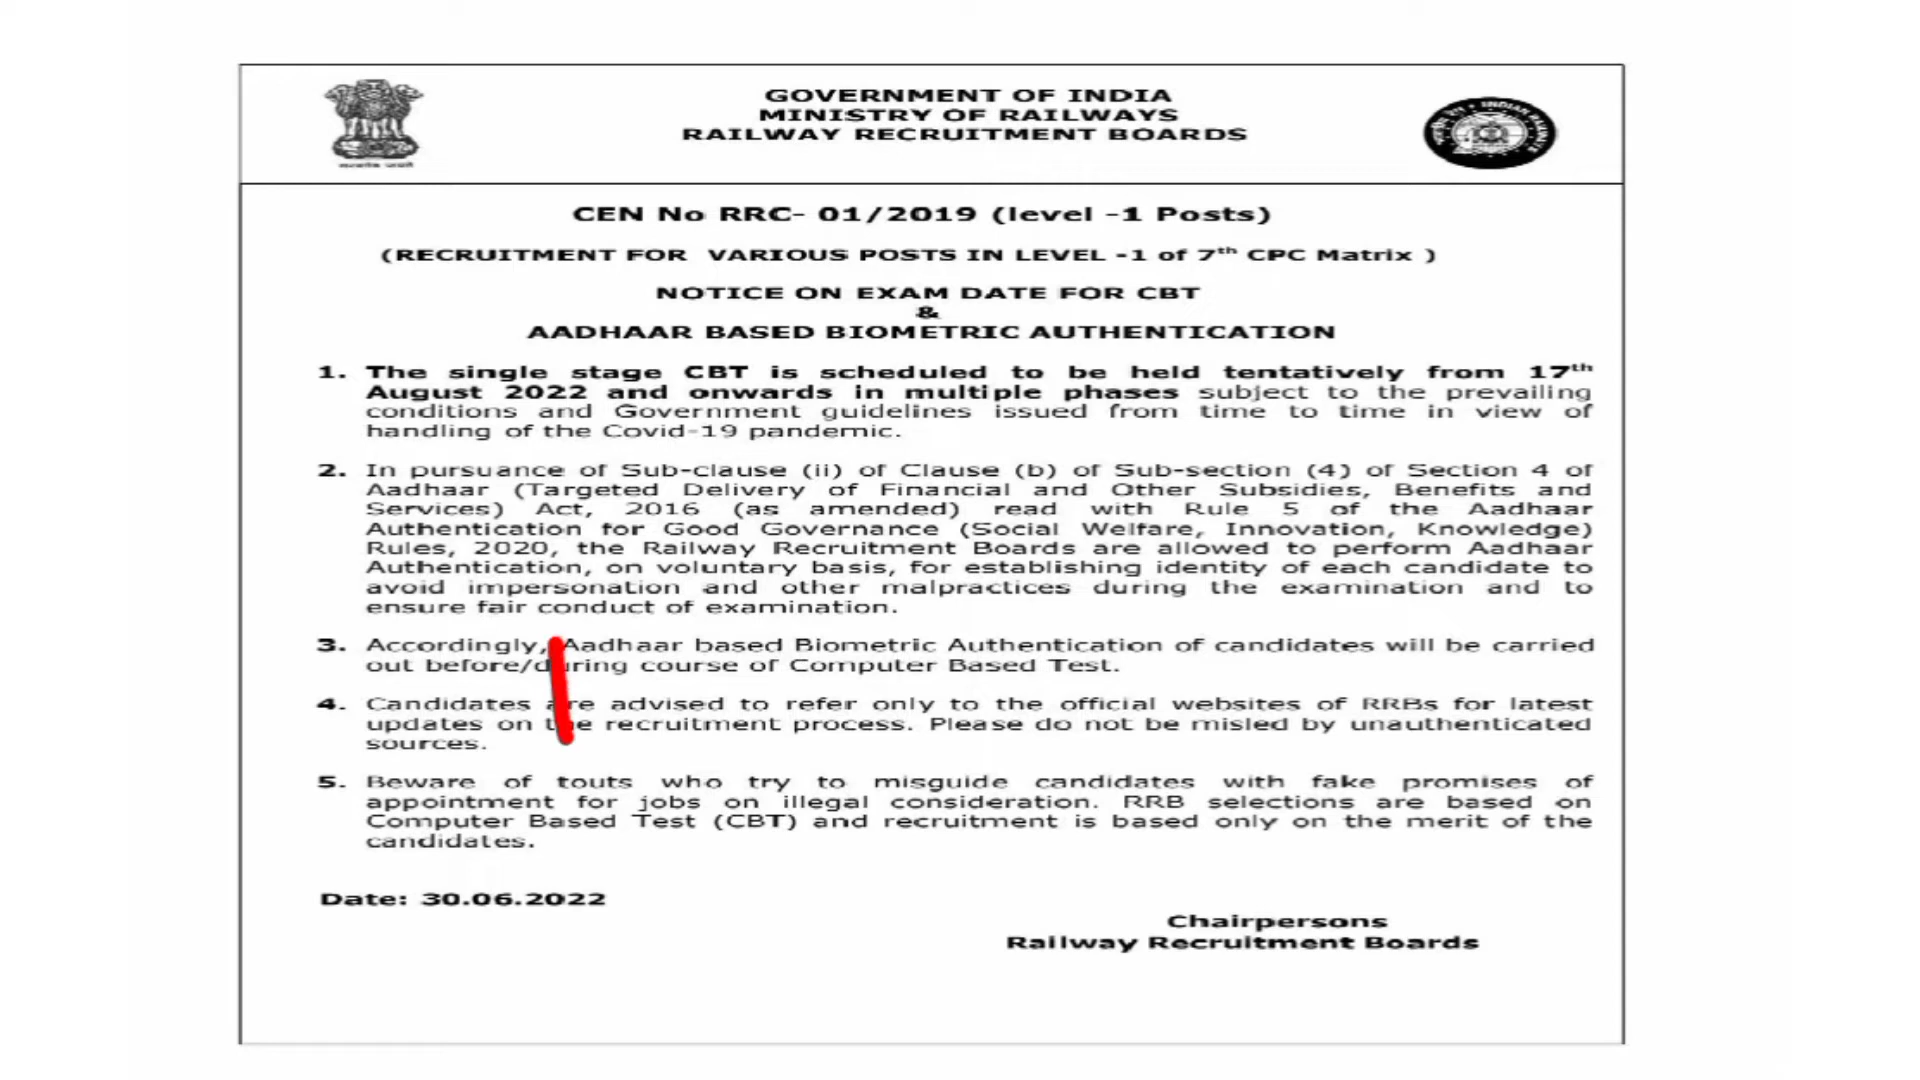 GOVERNMENT OF INDIA
MINISTRY OF RAILWAYS
RAILWAY RECRUITMENT BOARDS
CEN No RRC- 01/2019 (level -1 Posts)
(RECRUITMENT FOR VARIOUS POSTS IN LEVEL -1 of 7th CPC Matrix )
NOTICE ON EXAM DATE FOR CBT
&
AADHAAR BASED BIOMETRIC AUTHENTICATION
1. The single stage CBT is scheduled to be held tentatively from 17th
August 2022 and onwards in multiple phases subject to the prevailing
conditions and Government guidelines issued from time to time in view of
handling of the Covid-19 pandemic.
2. In pursuance of Sub-clause (ii) of Clause (b) of Sub-section (4) of Section 4 of
Aadhaar (Targeted Delivery of Financial and Other Subsidies, Benefits and
Services) Act, 2016 (as amended) read with Rule 5 of the Aadhaar
Authentication for Good Governance (Social Welfare, Innovation, Knowledge)
Rules, 2020, the Railway Recruitment Boards are allowed to perform Aadhaar
Authentication, on voluntary basis, for establishing identity of each candidate to
avoid impersonation and other malpractices during the examination and to
ensure fair conduct of examination.
3. Accordingly, Aadhaar based Biometric Authentication of candidates will be carried
out before/during course of Computer Based Test.
4. Candidates are advised to refer only to the official websites of RRBs for latest
updates on the recruitment process. Please do not be misled by unauthenticated
sources.
5. Beware of touts who try to misguide candidates with fake promises of
appointment for jobs on illegal consideration. RRB selections are based on
Computer Based Test (CBT) and recruitment is based only on the merit of the
candidates.
Date: 30.06.2022
Chairpersons
Railway Recruitment Boards